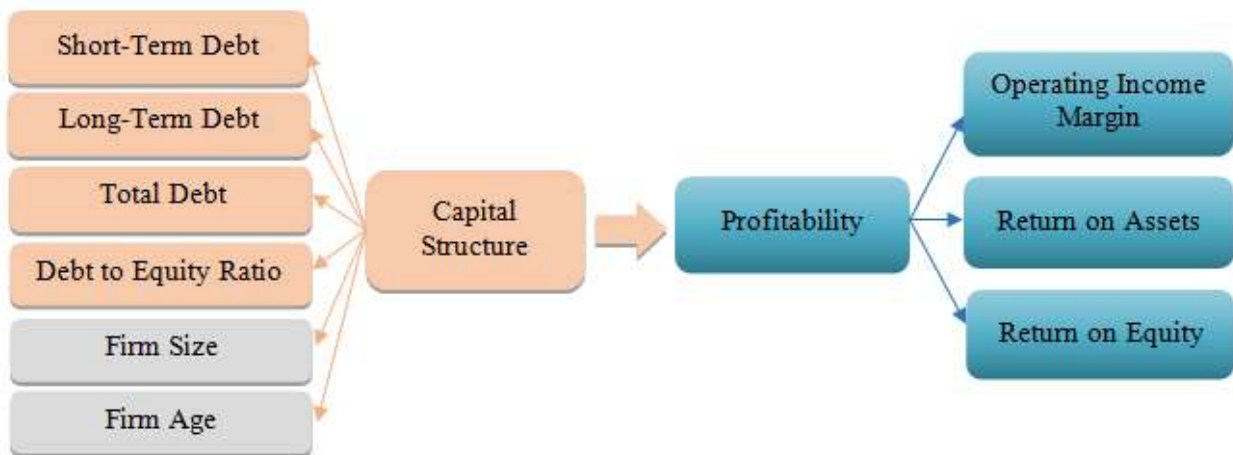 Short-Term Debt
Long-Term Debt
Total Debt
Debt to Equity Ratio
Firm Size
Firm Age
Capital
Structure
Profitability
Operating Income
Margin
Return on Assets
Return on Equity